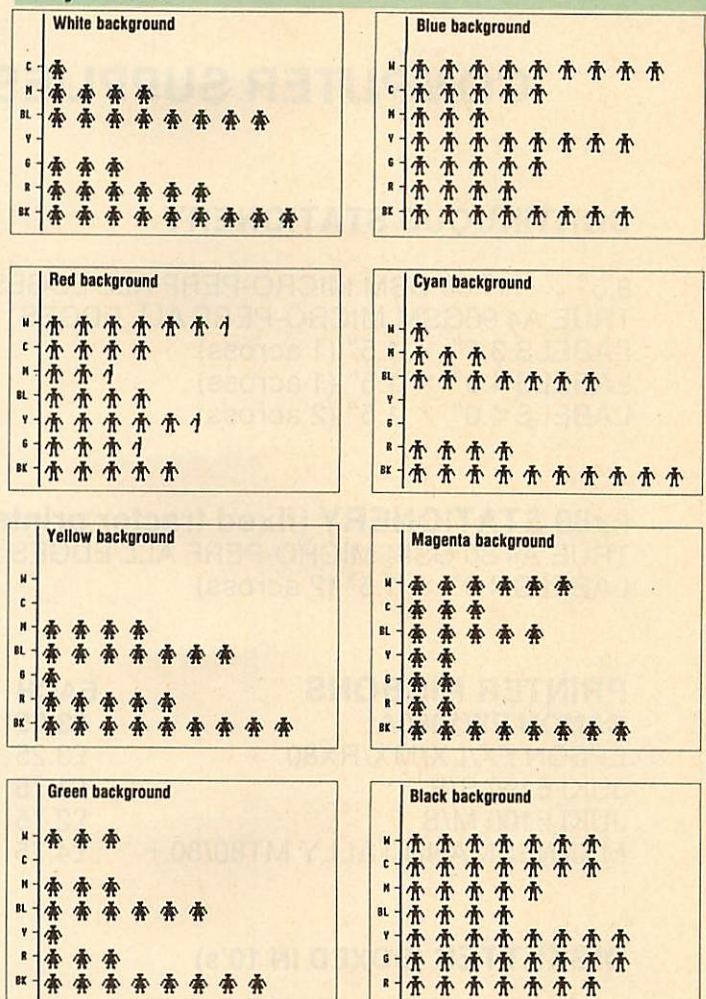 White background
C
M
BL
Y
G
R
BK
Blue background
W
C
M
Y
G
R
BK
Red background
W
C
M
BL
Y
G
BK
Cyan background
W
M
BL
Y
G
R
BK
Yellow background
W
C
M
BL
G
R
BK
Magenta background
W
C
BL
Y
G
R
BK
Green background
W
C
M
BL
Y
R
BK
Black background
W
C
M
BL
Y
G
R